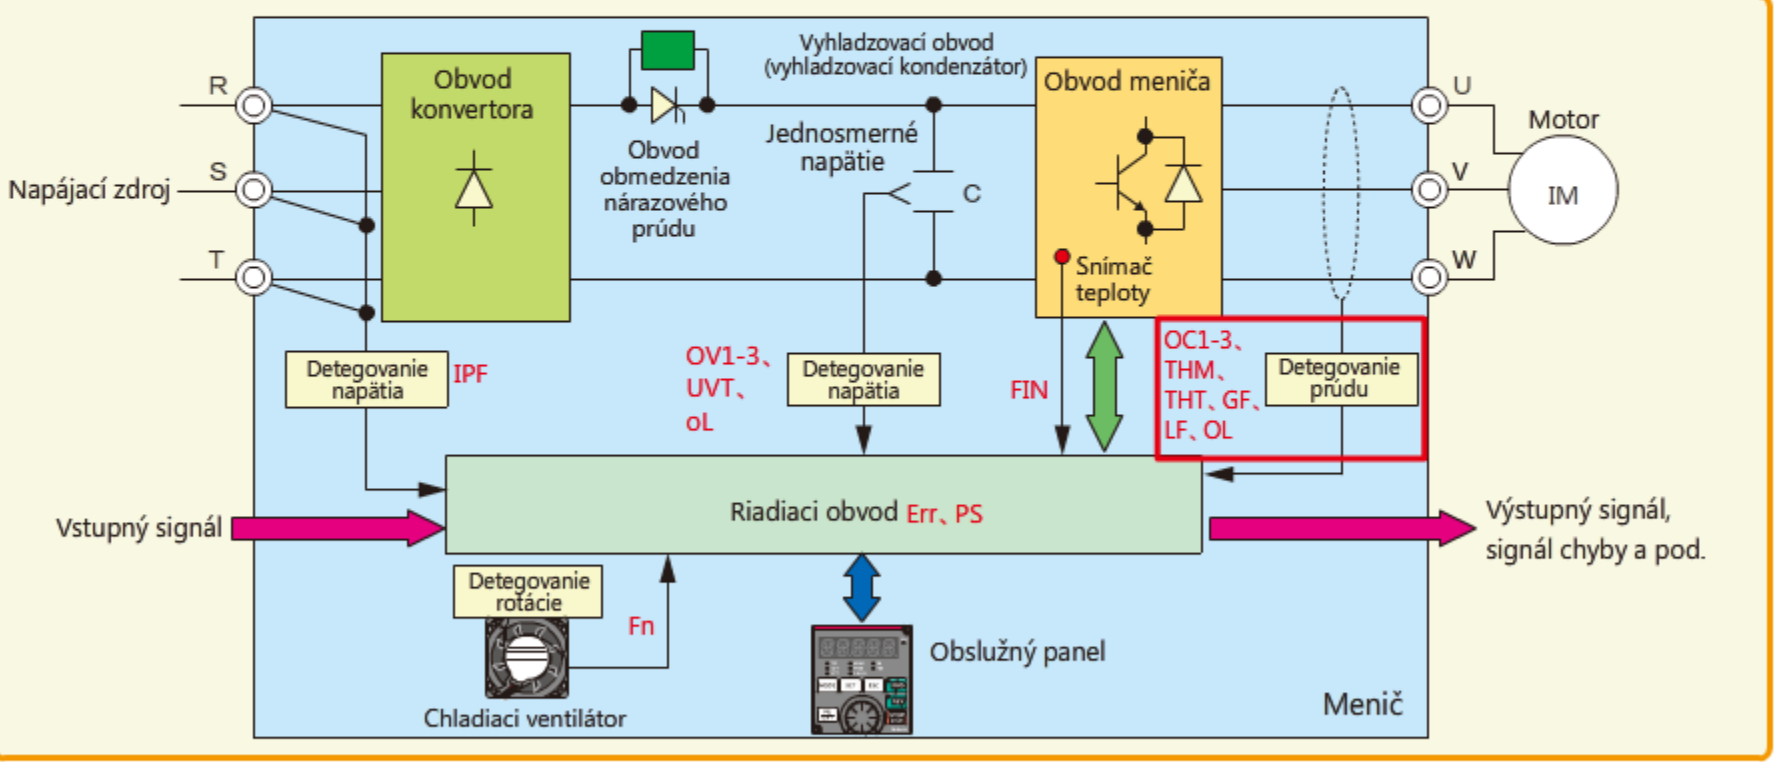 Vyhladzovací obvod
(vyhladzovací kondenzátor)
R
Obvod
konvertora
Obvod meniča
U
Motor
Jednosmerné
napätie
Obvod
obmedzenia
nárazového
prúdu
Napájací zdroj
S
C
V
IM
T
Snímač
teploty
W
Detegovanie
napätia
IPF
OV1-3、
UVT、
oL
Detegovanie
napätia
FIN
OC1-3、
THM、
THT、GF、
LF、OL
Detegovanie
prúdu
Vstupný signál
Riadiaci obvod Err、PS
Výstupný signál,
signál chyby a pod.
Detegovanie
rotácie
Fn
Obslužný panel
Chladiaci ventilátor
Menič